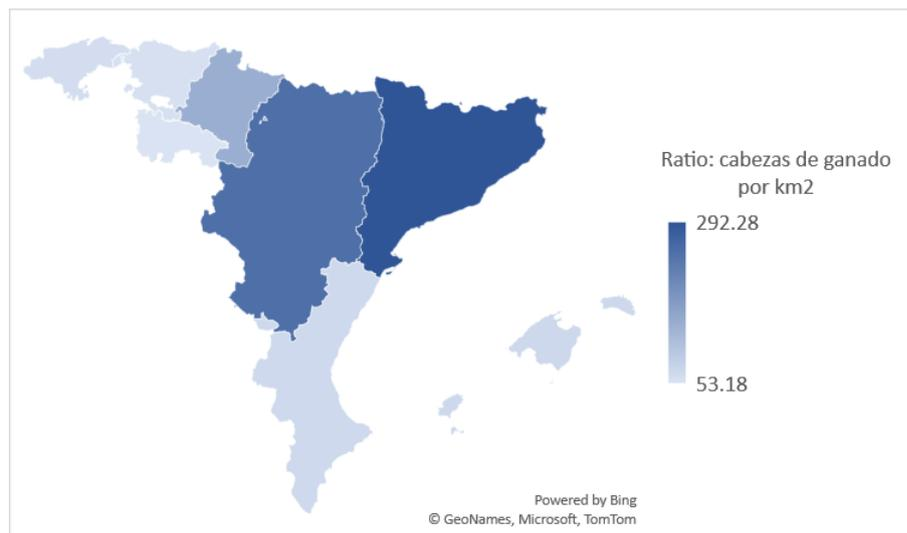 Ratio: cabezas de ganado
por km2
292.28
53.18
Powered by Bing
© GeoNames, Microsoft, TomTom